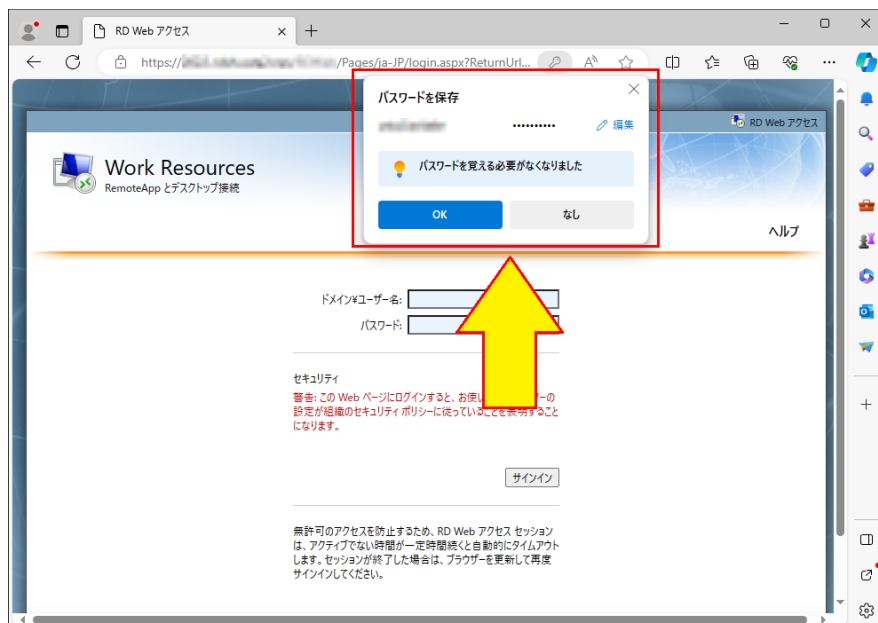 RD Web アクセス
https://
/Pages/ja-JP/login.aspx?ReturnUrl...
パスワードを保存
••••••••••
編集
パスワードを覚える必要がなくなりました
OK
なし
RD Web アクセス
Work Resources
RemoteApp とデスクトップ接続
ヘルプ
ドメイン¥ユーザー名:
パスワード:
セキュリティ
警告: この Web ページにログインすると、お使い
ーの
設定が組織のセキュリティ ポリシーに従っていることを表明すること
になります。
サインイン
無許可のアクセスを防止するため、RD Web アクセス セッション
は、アクティブでない時間が一定時間続くと自動的にタイムアウト
します。セッションが終了した場合は、ブラウザーを更新して再度
サインインしてください。